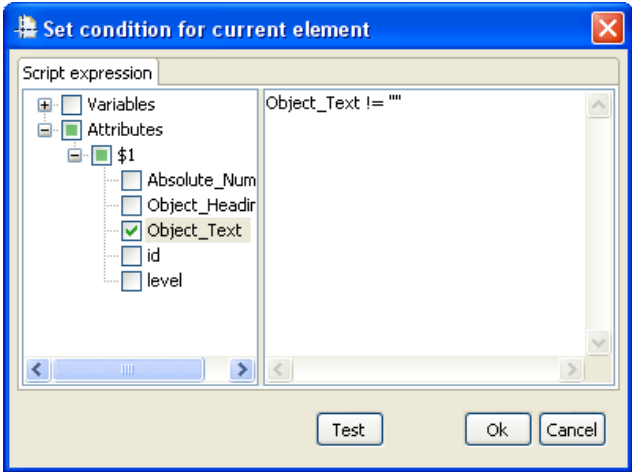 Set condition for current element
Script expression
Variables
Attributes
$1
Absolute_Num
Object_Headir
Object_Text
id
level
Object_Text != ""
Test
Ok
Cancel